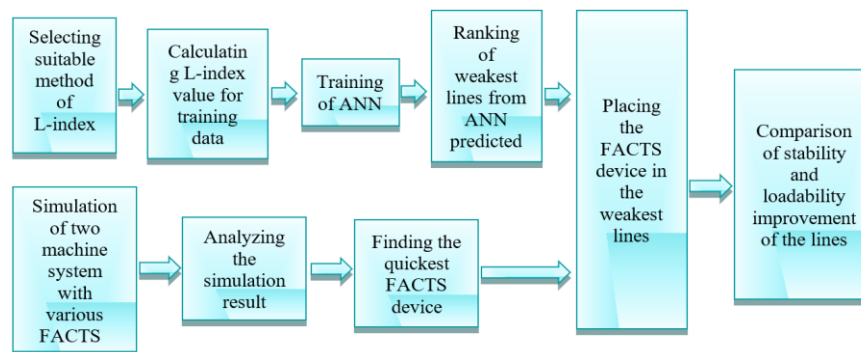 Selecting
suitable
method
of
L-index
Calculatin
g L-index
value for
training
data
Training
of ANN
Ranking
of
weakest
lines from
ANN
predicted
Placing
the
FACTS
device in
the
weakest
lines
Comparison
of stability
and
loadability
improvement
of the lines
Simulation
of two
machine
system
with
various
FACTS
Analyzing
the
simulation
result
Finding the
quickest
FACTS
device